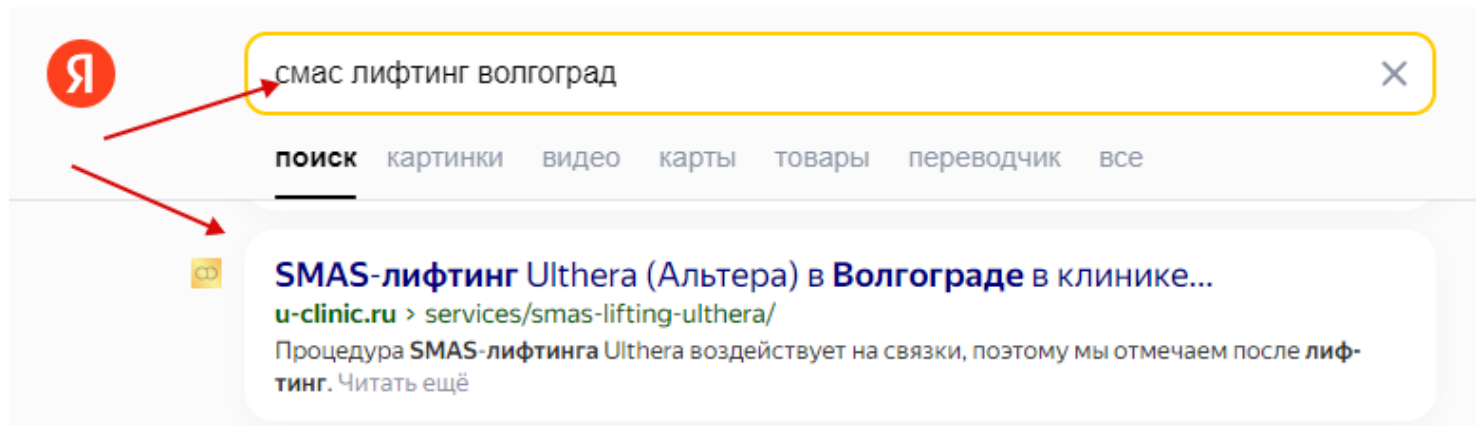 Я
смас лифтинг волгоград
поиск картинки видео карты товары переводчик все
SMAS-лифтинг Ulthera (Альтера) в Волгограде в клинике...
u-clinic.ru › services/smas-lifting-ulthera/
Процедура SMAS-лифтинга Ulthera воздействует на связки, поэтому мы отмечаем после лиф-
тинг. Читать ещё